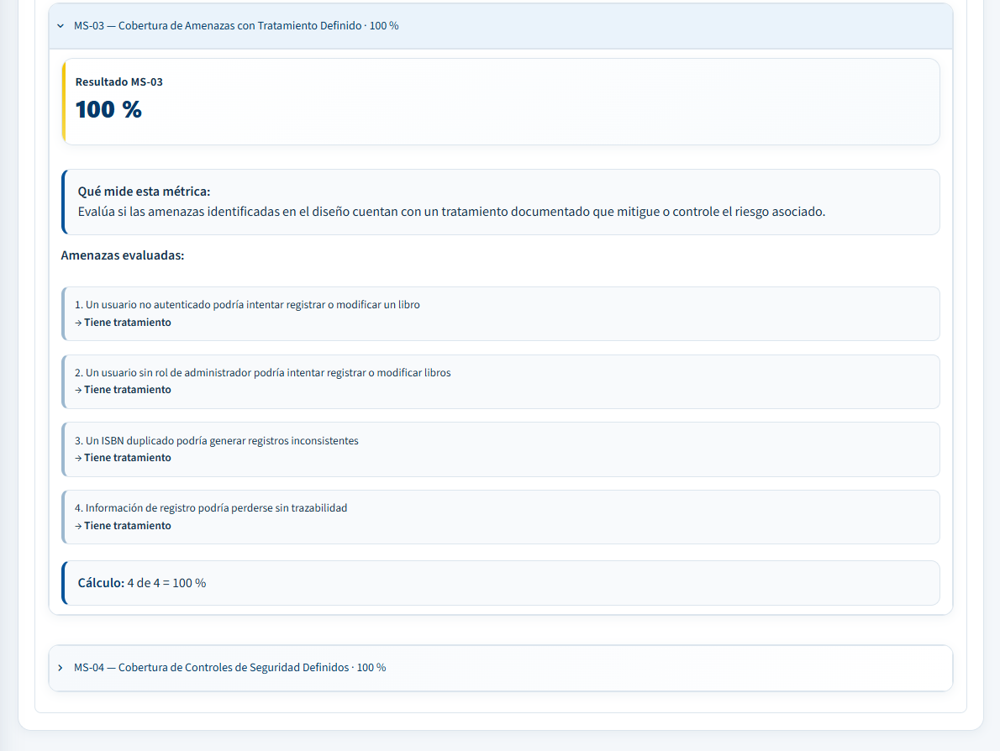 MS-03 — Cobertura de Amenazas con Tratamiento Definido · 100 %
Resultado MS-03
100 %
Qué mide esta métrica:
Evalúa si las amenazas identificadas en el diseño cuentan con un tratamiento documentado que mitigue o controle el riesgo asociado.
Amenazas evaluadas:
1. Un usuario no autenticado podría intentar registrar o modificar un libro
→ Tiene tratamiento
2. Un usuario sin rol de administrador podría intentar registrar o modificar libros
→ Tiene tratamiento
3. Un ISBN duplicado podría generar registros inconsistentes
→ Tiene tratamiento
4. Información de registro podría perderse sin trazabilidad
→ Tiene tratamiento
Cálculo: 4 de 4 = 100 %
MS-04 — Cobertura de Controles de Seguridad Definidos · 100 %